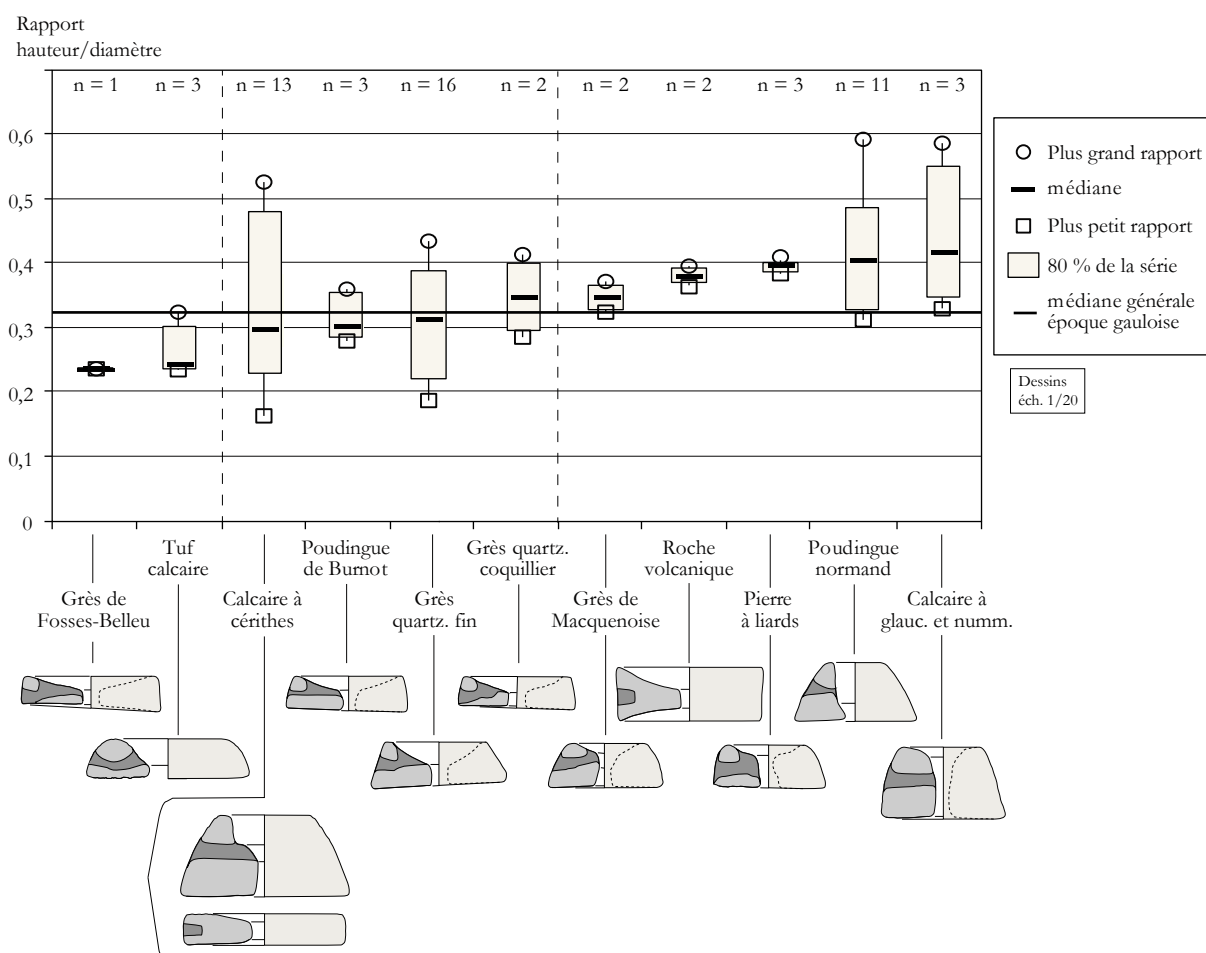 Rapport
hauteur/diamètre
n = 1 n = 3 n = 13 n = 3 n = 16 n = 2 n = 2 n = 2 n = 3 n = 11 n = 3
0,6
0,5
0,4
0,3
0,2
0,1
0
Plus grand rapport
médiane
Plus petit rapport
80 % de la série
médiane générale
époque gauloise
Dessins
éch. 1/20
Tuf
calcaire
Poudingue
de Burnot
Grès quartz.
coquillier
Roche
volcanique
Poudingue
normand
Grès de
Fosses-Belleu
Calcaire à
cérithes
Grès
quartz. fin
Grès de
Macquenoise
Pierre
à liards
Calcaire à
glauc. et numm.